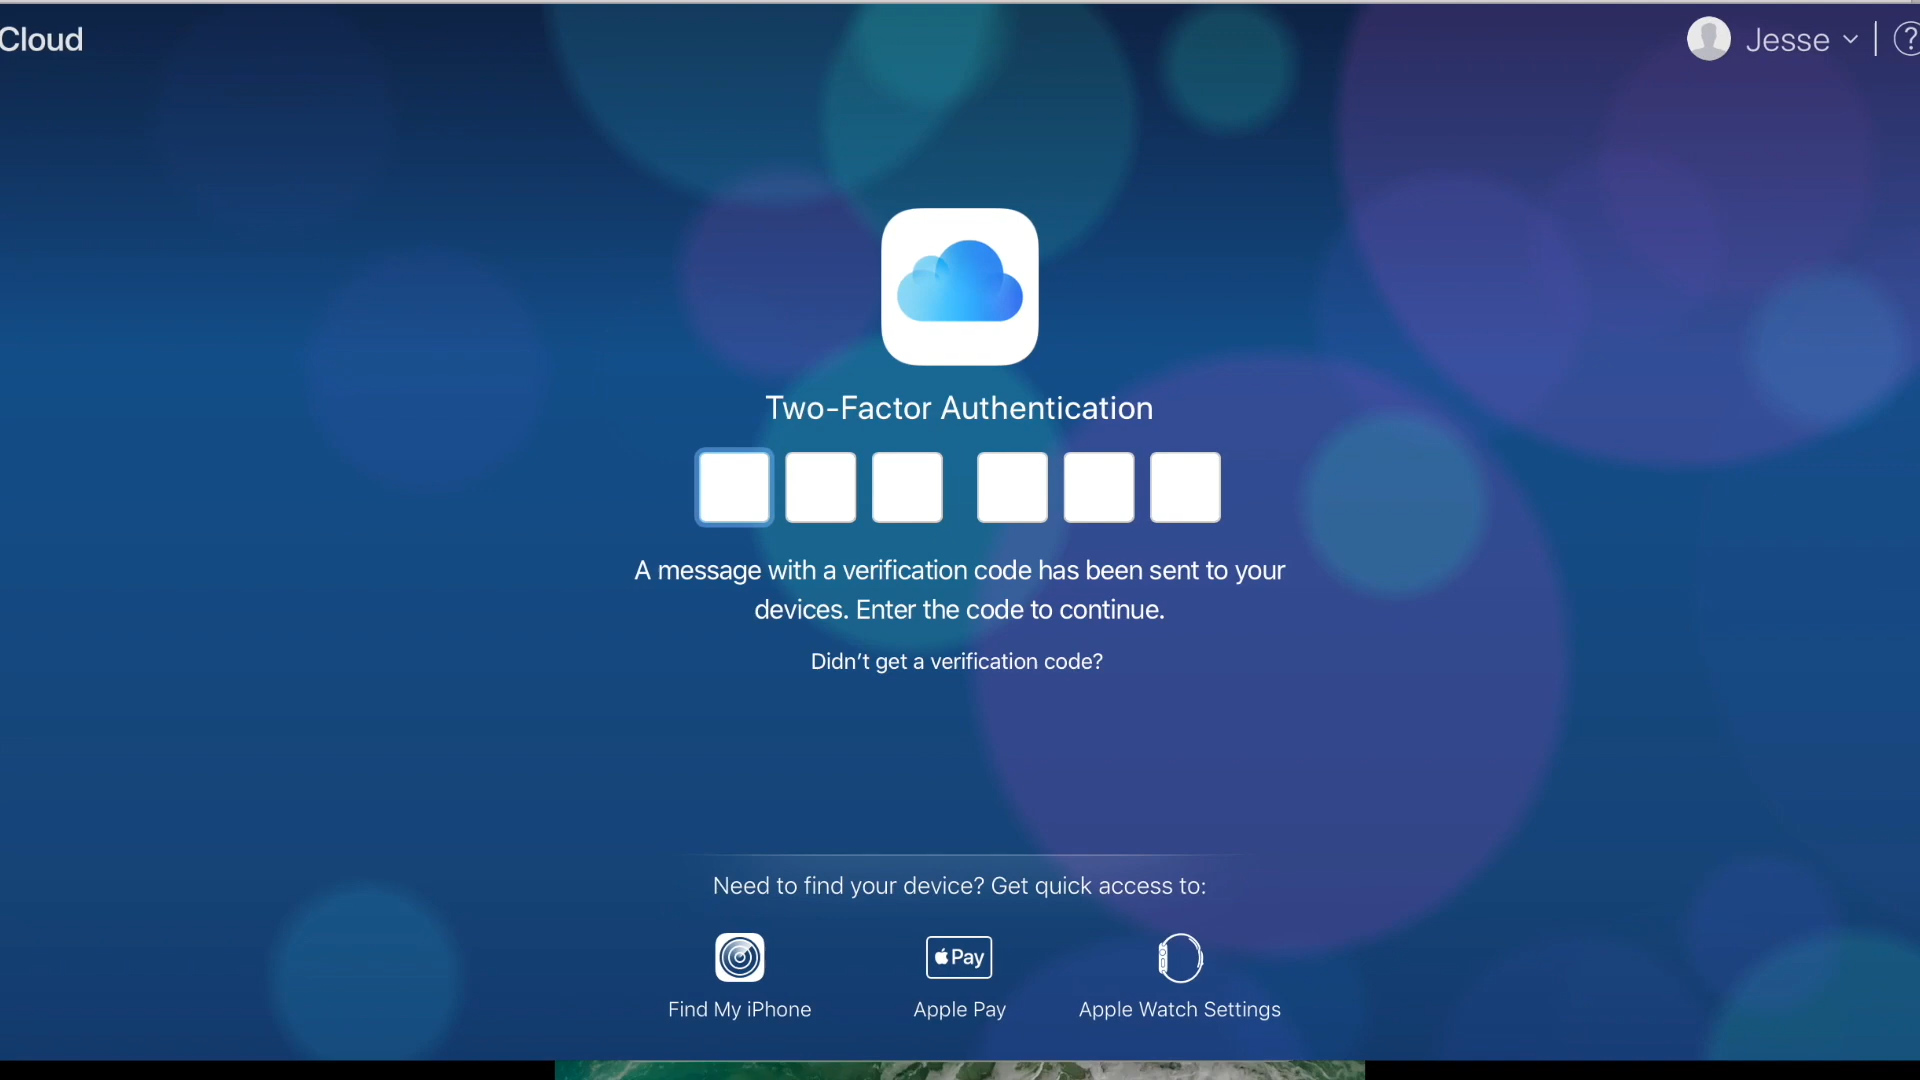 Cloud
Jesse
?
Two-Factor Authentication
A message with a verification code has been sent to your
devices. Enter the code to continue.
Didn’t get a verification code?
Need to find your device? Get quick access to:
Pay
Find My iPhone
Apple Pay
Apple Watch Settings